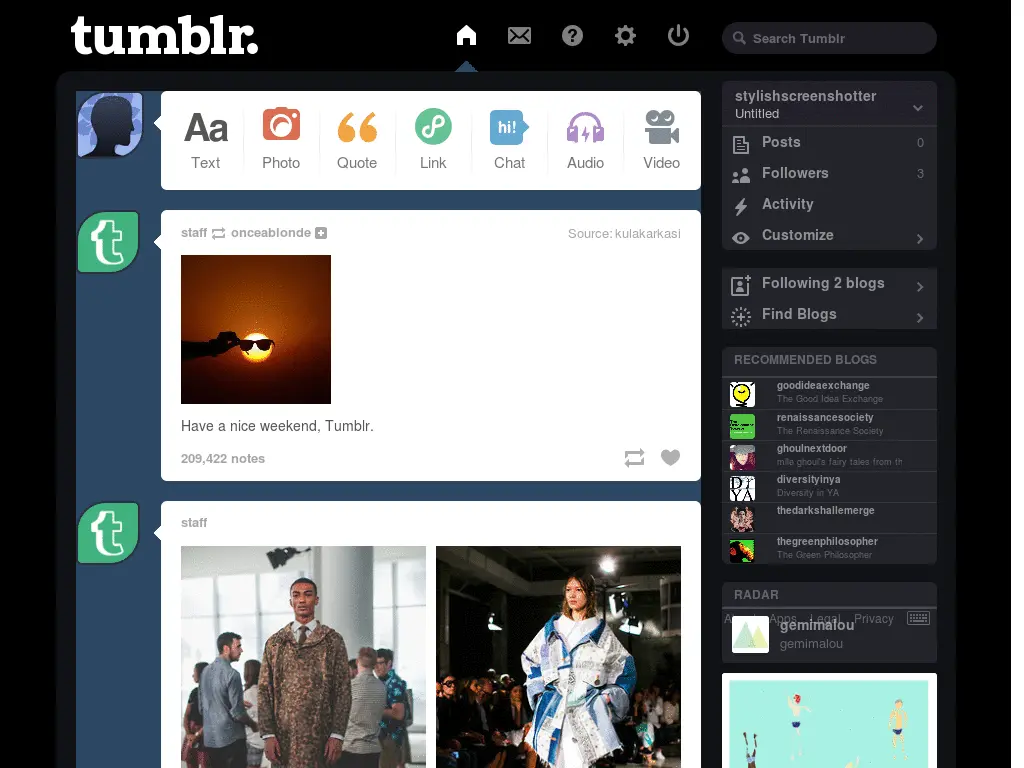 tumblr.
Search Tumblr
Aa
Text
Photo
Quote
Link
hi!
Chat
Audio
Video
staff onceablonde
Source: kulakarkasi
Have a nice weekend, Tumblr.
209,422 notes
staff
stylishscreenshotter
Untitled
Posts 0
Followers 3
Activity
Customize
Following 2 blogs
Find Blogs
RECOMMENDED BLOGS
goodideaexchange
The Good Idea Exchange
renaissancesociety
The Renaissance Society
ghoulnextdoor
mlle ghoul's fairy tales from th
diversityinya
DiYA
Diversity in YA
thedarkshallemerge
thegreenphilosopher
The Green Philosopher
RADAR
Apps Legal Privacy
gemimalou
gemimalou